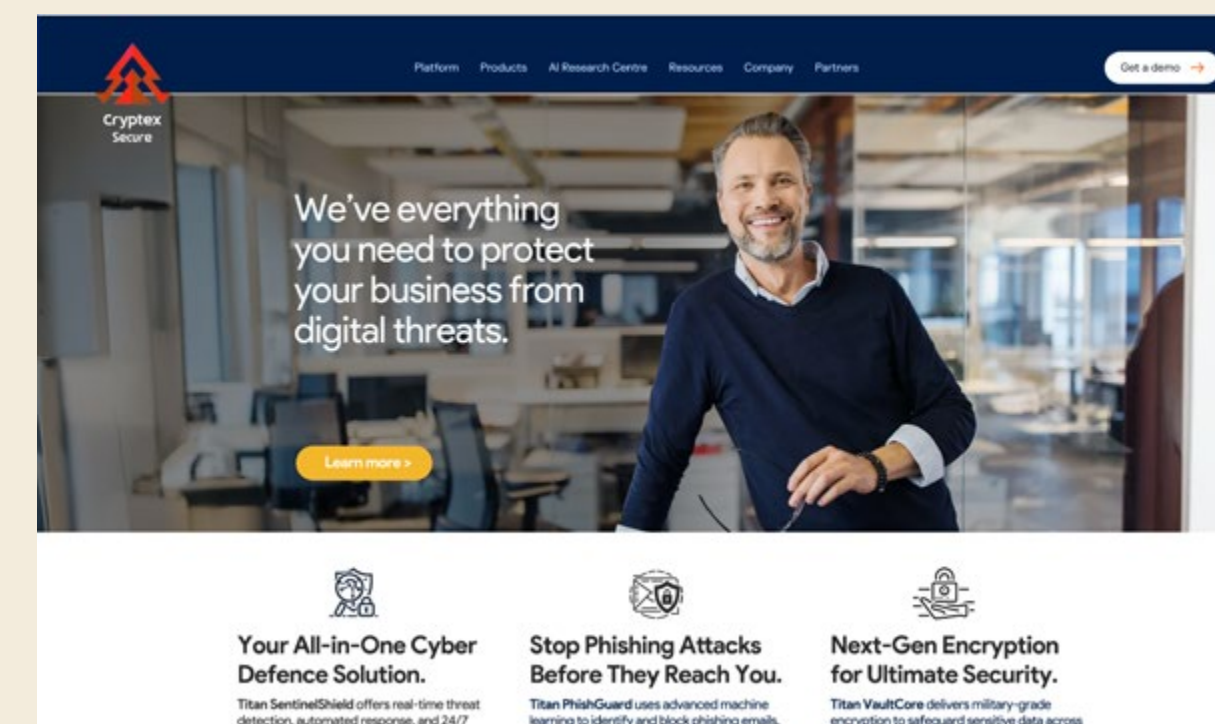 Platform Products AI Research Centre Resources Company Partners
Get a demo →
Cryptex
Secure
We've everything
you need to protect
your business from
digital threats.
Learn more >
Your All-in-One Cyber
Defence Solution.
Titan SentinelShield offers real-time threat
detection, automated response, and 24/7
Stop Phishing Attacks
Before They Reach You.
Titan PhishGuard uses advanced machine
learning to identify and block phishing emails,
Next-Gen Encryption
for Ultimate Security.
Titan VaultCore delivers military-grade
encryption to safeguard sensitive data across